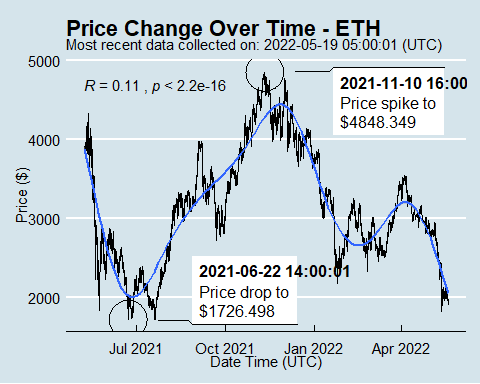 Price Change Over Time - ETH
Most recent data collected on: 2022-05-19 05:00:01 (UTC)
5000
R = 0.11 , p < 2.2e-16
2021-11-10 16:00
Price spike to
$4848.349
4000
Price ($)
3000
2021-06-22 14:00:01
Price drop to
$1726.498
2000
Jul 2021
Oct 2021
Jan 2022
Apr 2022
Date Time (UTC)